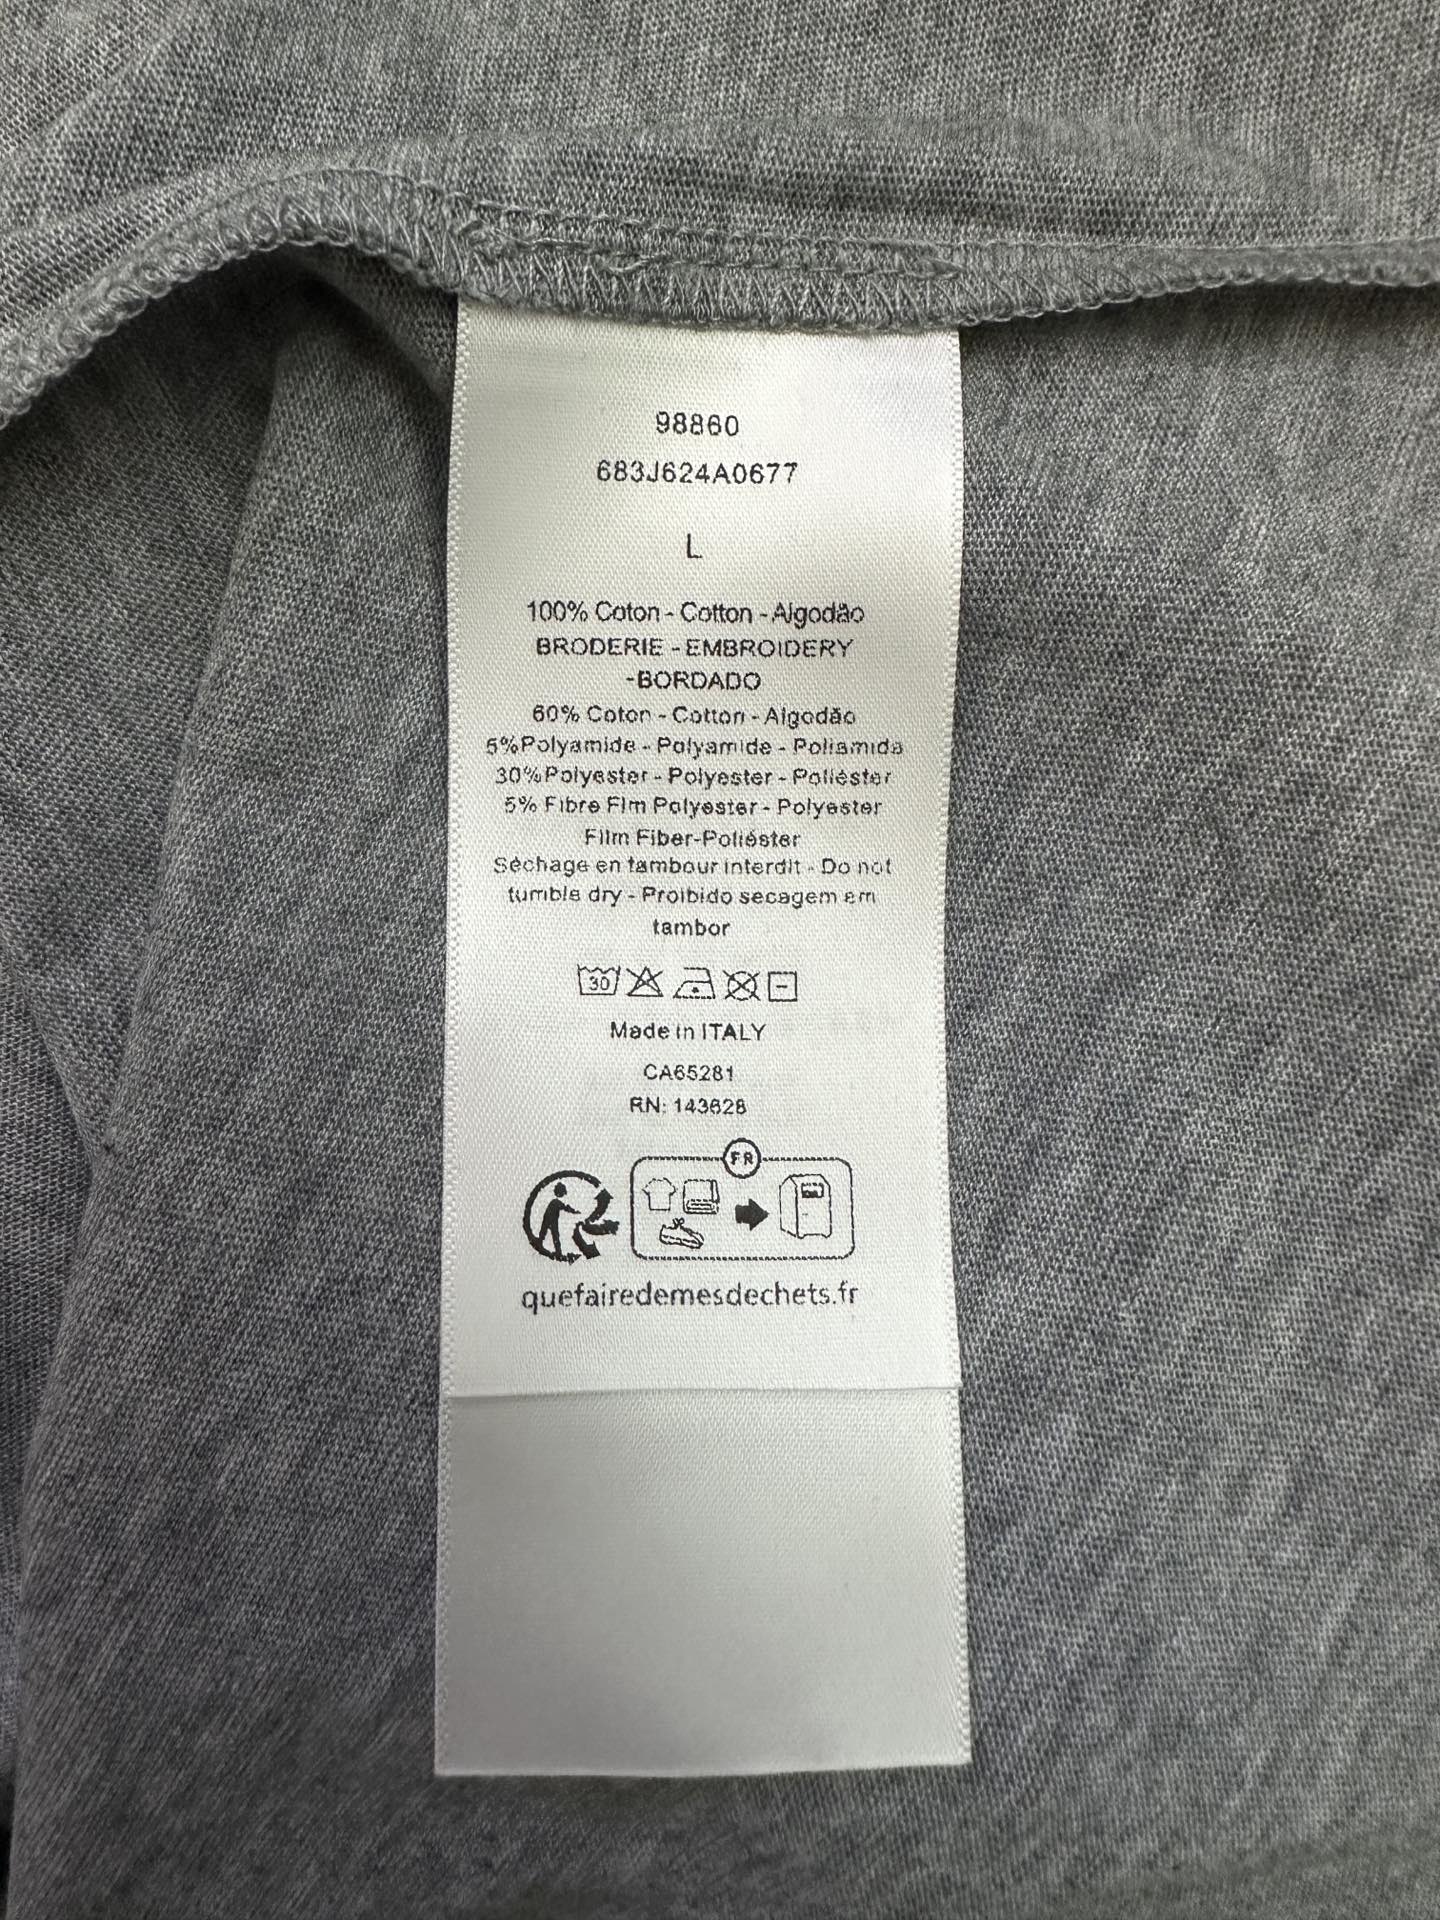 98860
683J624A0677
L
100% Coton - Cotton - Algodão
BRODERIE - EMBROIDERY
-BORDADO
60% Coton - Cotton - Algodão
5%Polyamide - Polyamide - Poliamida
30%Polyester - Polyester - Poliéster
5% Fibre Flm Polyester - Polyester
Film Fiber-Poliéster
Séchage en tambour interdit - Do not
tumble dry - Proibido secagem em
tambor
30
Made in ITALY
CA65281
RN: 143628
FR
quefairedemesdechets.fr